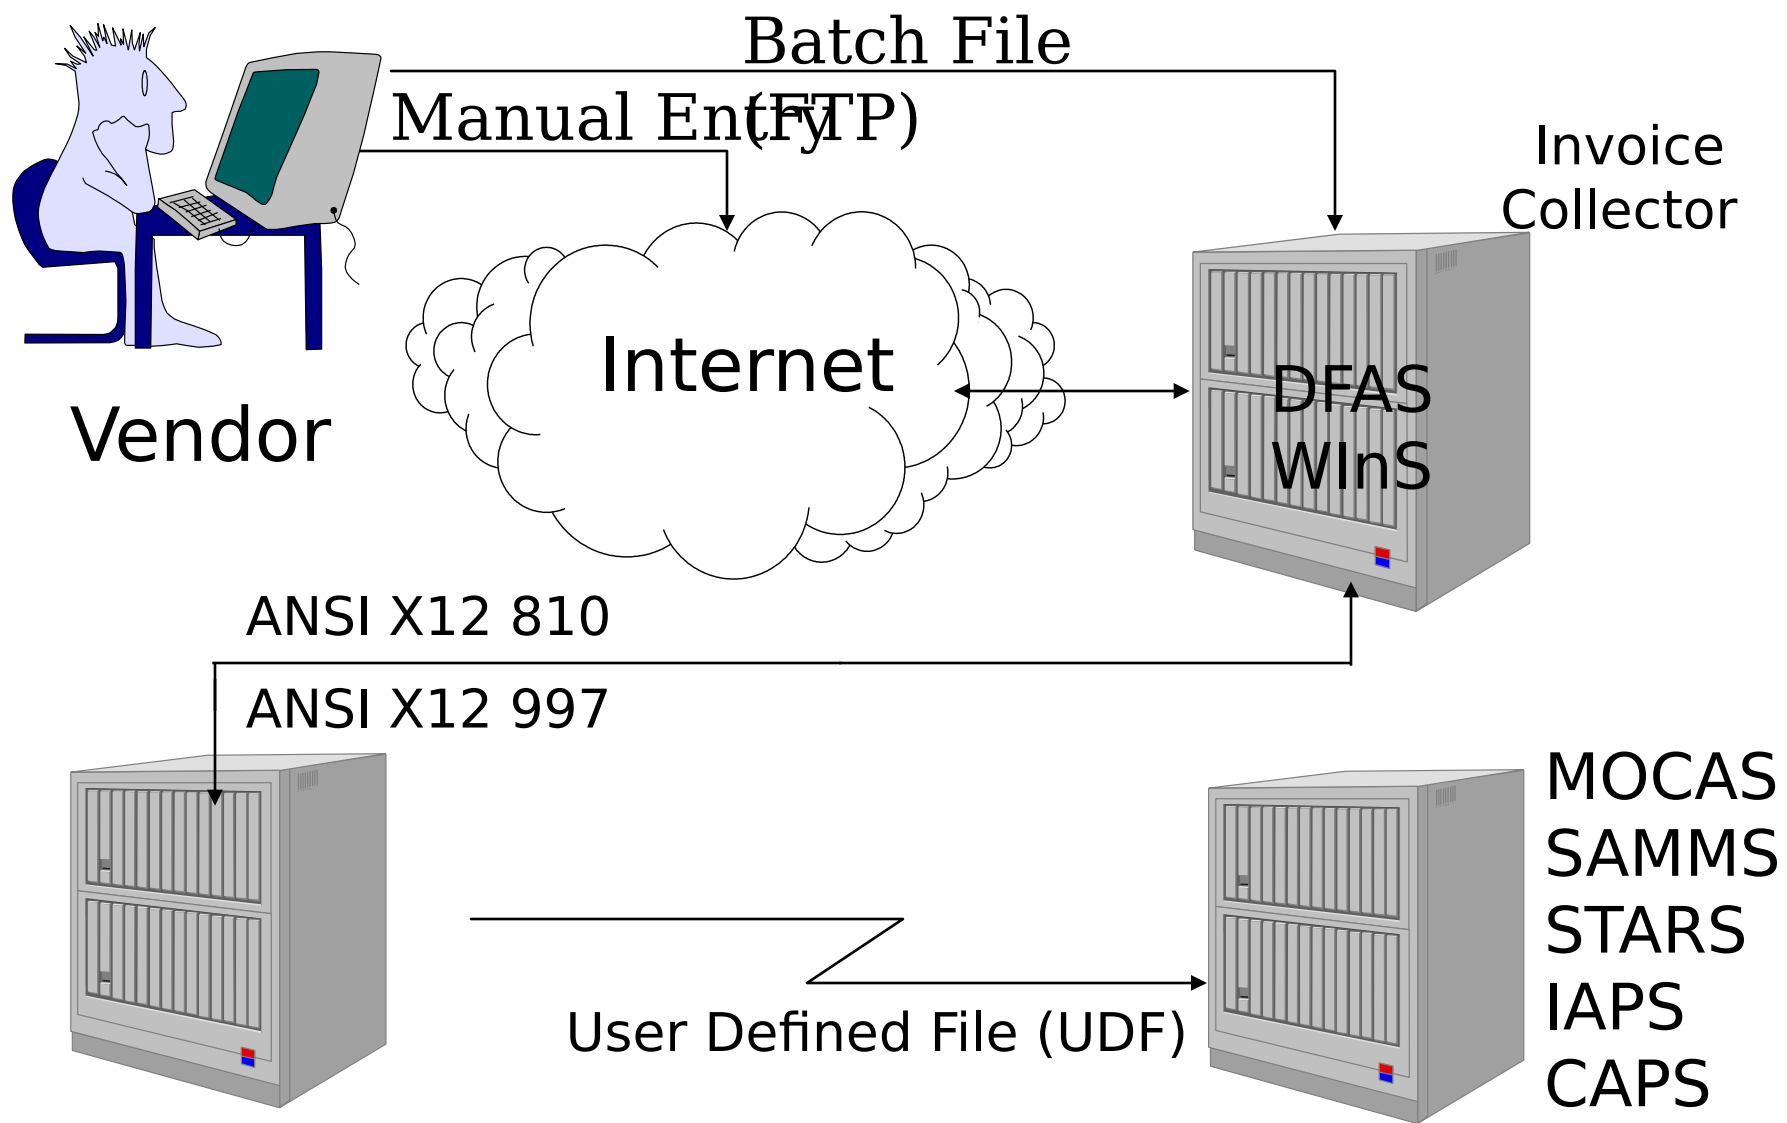 Batch File
(FTP)
Manual Entry
Invoice
Collector
Internet
DFAS
WInS
Vendor
ANSI X12 810
ANSI X12 997
MOCAS
SAMMS
STARS
IAPS
CAPS
User Defined File (UDF)